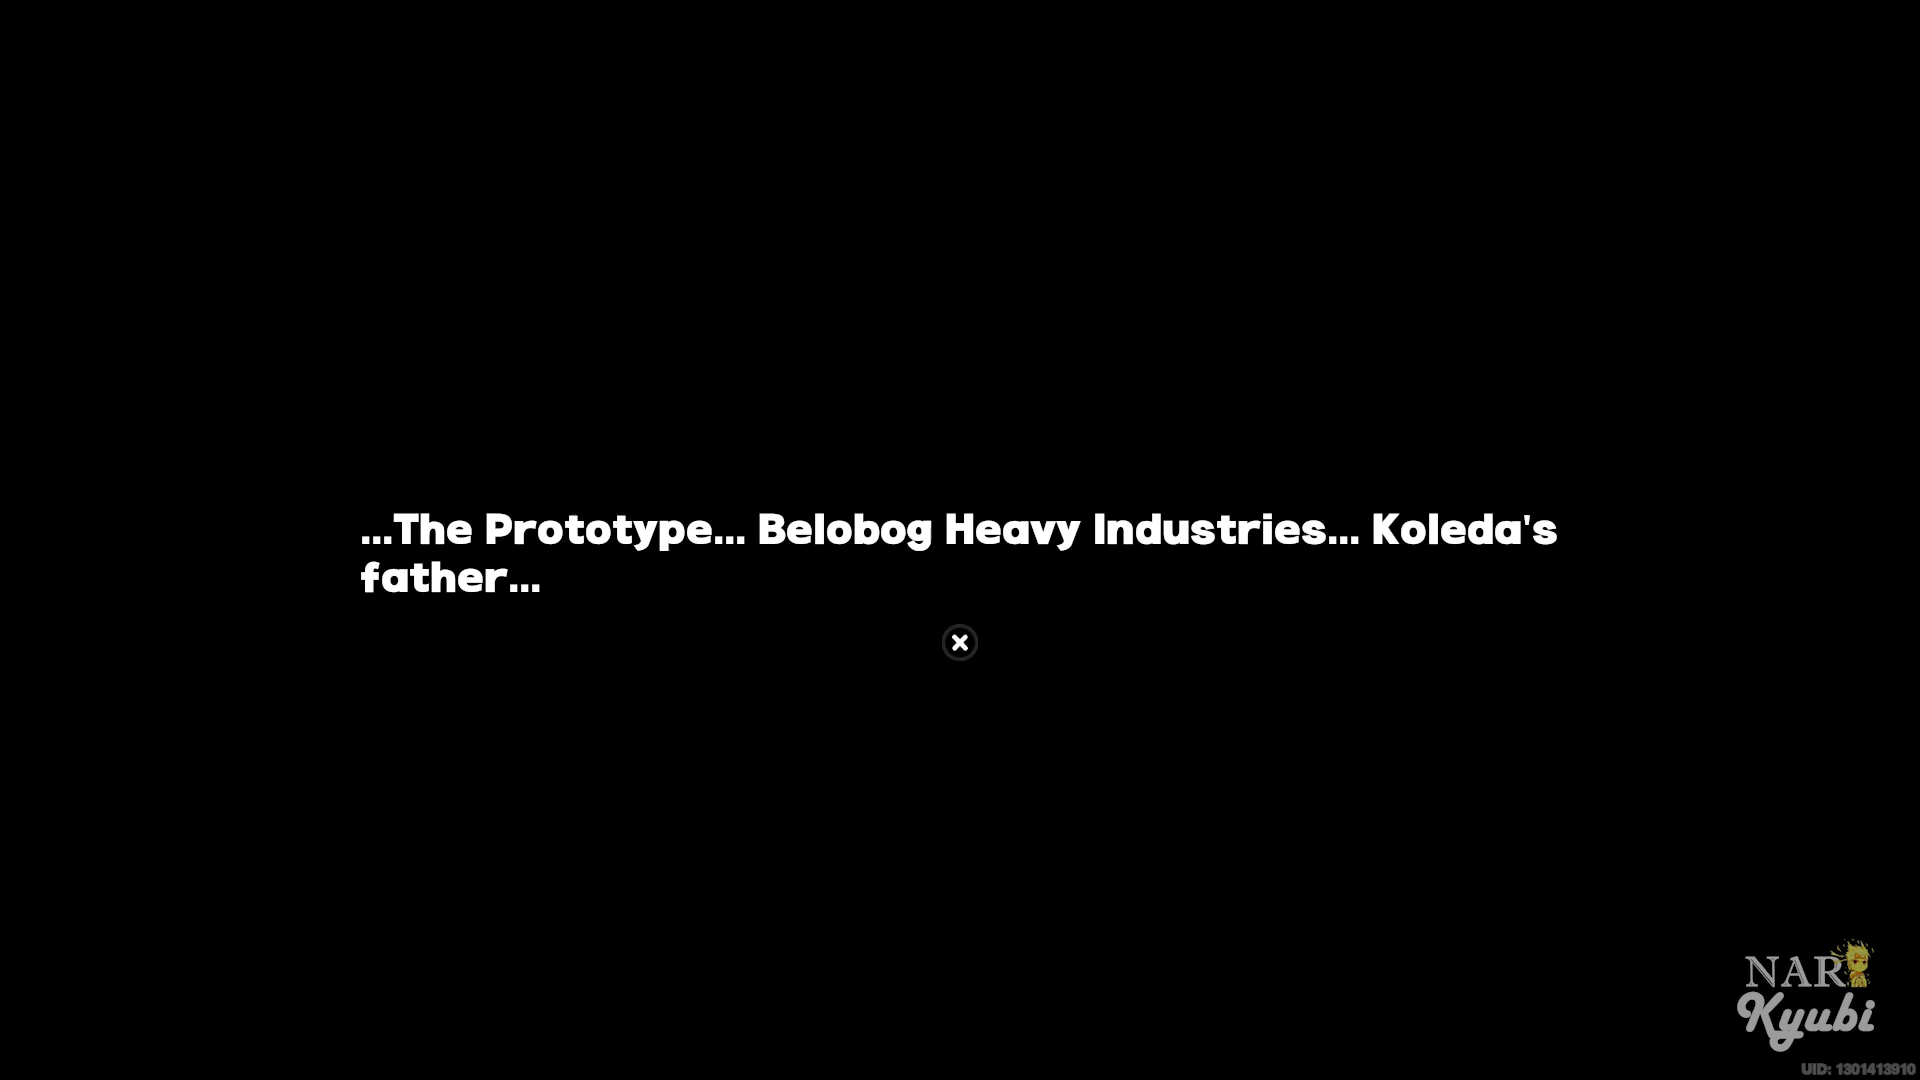 ...The Prototype... Belobog Heavy Industries... Koleda's
father...
NAR
Kyubi
UID: 1301413910